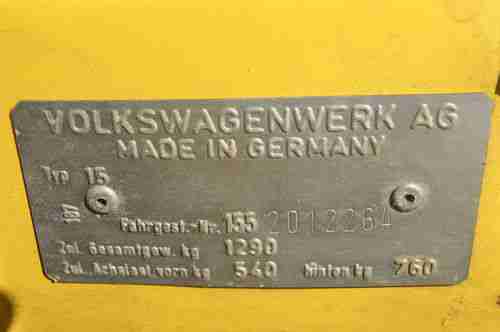 VOLKSWAGENWERK AG
MADE IN GERMANY
Typ 15
187
Fahrgest.-Nr. 155 2012264
Zul. Gesamtgew. kg 1290
Zul. Achslast vorn kg 540 Hinten kg 760